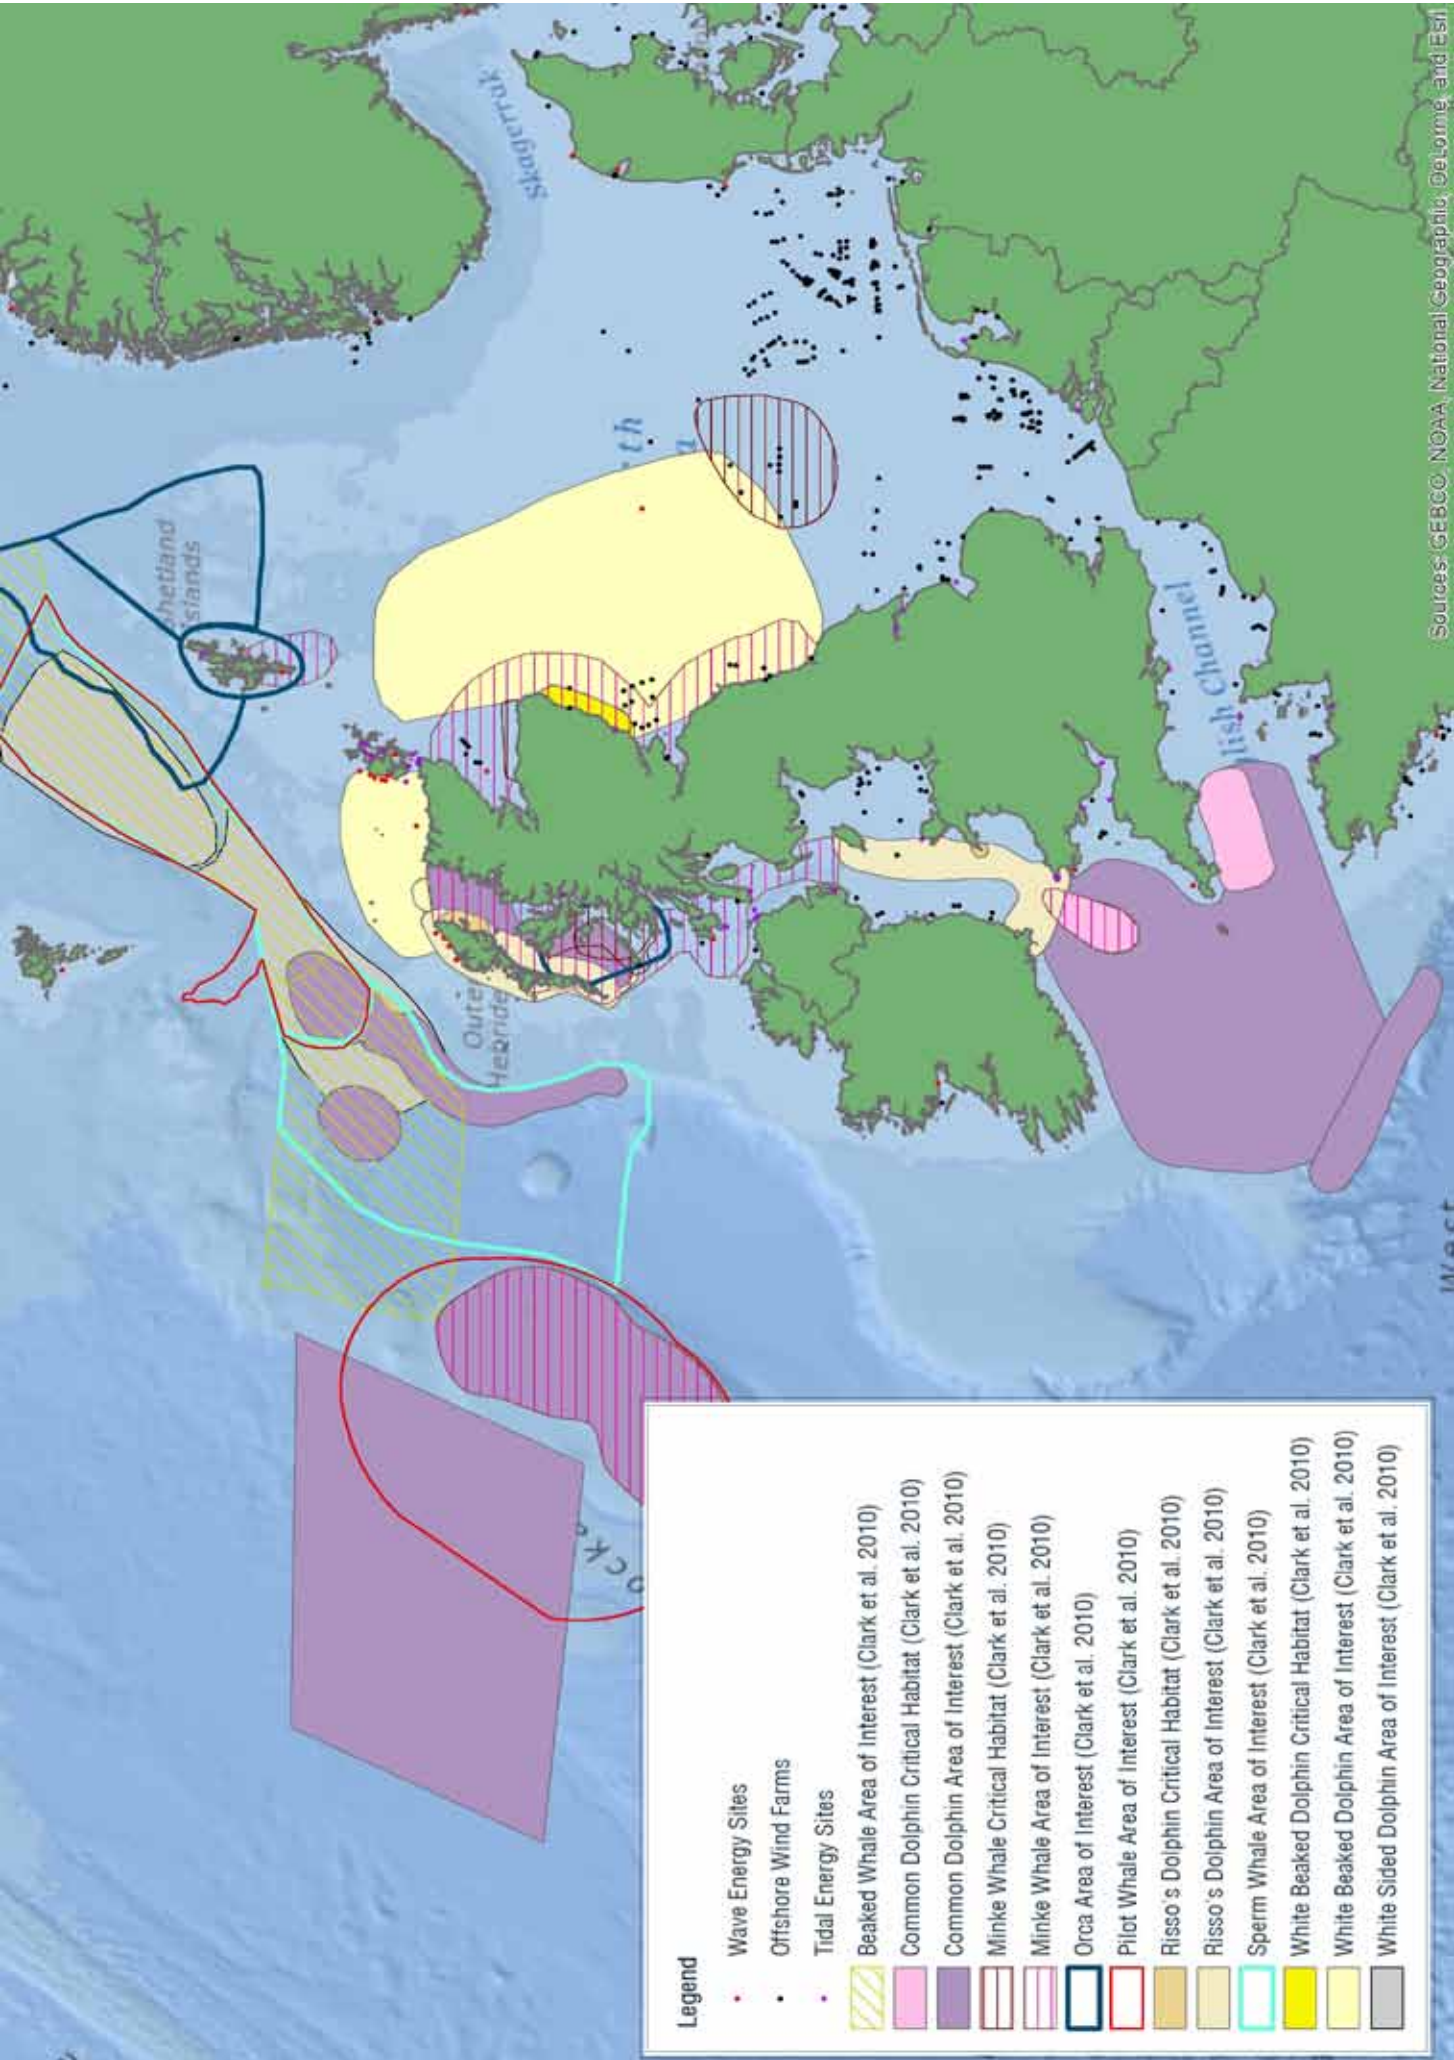 Skagerrak
Shetland
Islands
th
a
Outer
Hebride
lish Channel
ocka
West
Legend
Wave Energy Sites
Offshore Wind Farms
Tidal Energy Sites
Beaked Whale Area of Interest (Clark et al. 2010)
Common Dolphin Critical Habitat (Clark et al. 2010)
Common Dolphin Area of Interest (Clark et al. 2010)
Minke Whale Critical Habitat (Clark et al. 2010)
Minke Whale Area of Interest (Clark et al. 2010)
Orca Area of Interest (Clark et al. 2010)
Pilot Whale Area of Interest (Clark et al. 2010)
Risso's Dolphin Critical Habitat (Clark et al. 2010)
Risso's Dolphin Area of Interest (Clark et al. 2010)
Sperm Whale Area of Interest (Clark et al. 2010)
White Beaked Dolphin Critical Habitat (Clark et al. 2010)
White Beaked Dolphin Area of Interest (Clark et al. 2010)
White Sided Dolphin Area of Interest (Clark et al. 2010)
Sources: GEBCO, NOAA, National Geographic, DeLorme, and Esri